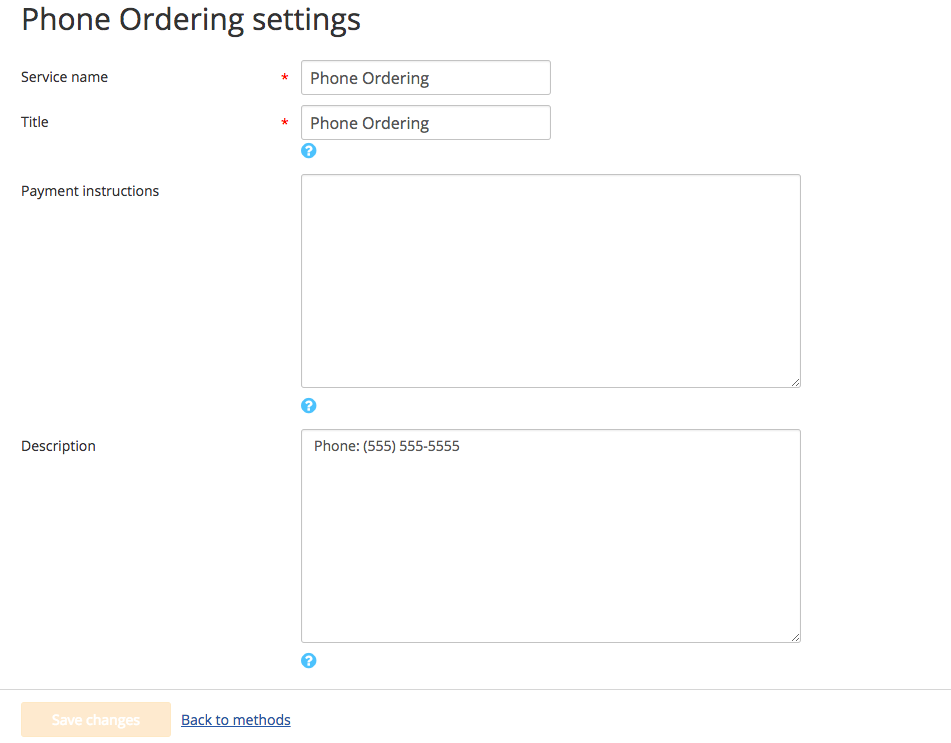 Phone Ordering settings
Service name * Phone Ordering
Title * Phone Ordering
?
Payment instructions
?
Description Phone: (555) 555-5555
?
Save changes Back to methods